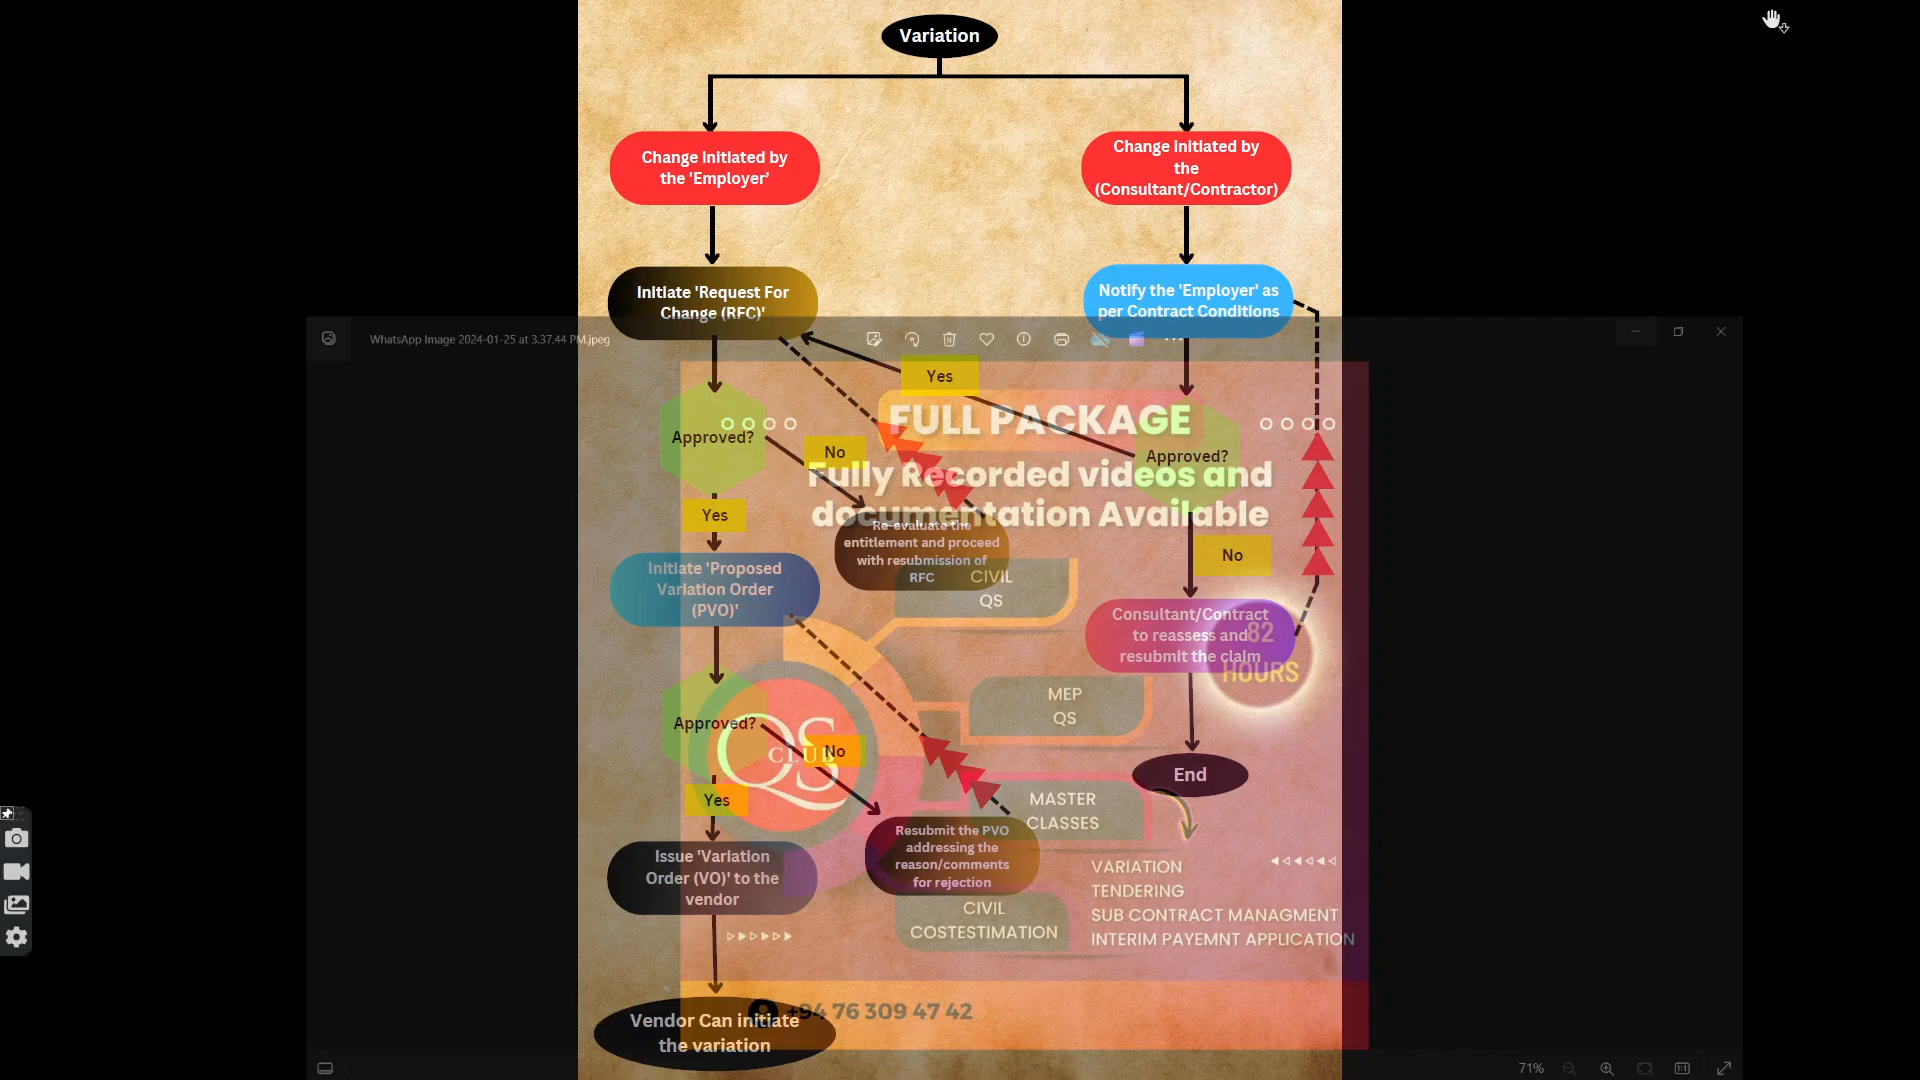 Variation
Change Initiated by
the 'Employer’
Change Initiated by
the
(Consultant/Contractor)
Initiate 'Request For
Change (RFC)'
Notify the 'Employer' as
per Contract Conditions
WhatsApp Image 2024-01-25 at 3.37.44 PM.jpeg
Yes
FULL PACKAGE
Approved?
No
Approved?
Fully Recorded videos and
documentation Available
Yes
Re-evaluate the
entitlement and proceed
with resubmission of
RFC
No
Initiate 'Proposed
Variation Order
(PVO)'
CIVIL
QS
Consultant/Contract
to reassess and
resubmit the claim
82
HOURS
MEP
QS
Approved?
No
QS
CLUB
End
Yes
MASTER
CLASSES
Resubmit the PVO
addressing the
reason/comments
for rejection
Issue 'Variation
Order (VO)' to the
vendor
VARIATION
TENDERING
SUB CONTRACT MANAGMENT
INTERIM PAYEMNT APPLICATION
CIVIL
COSTESTIMATION
+94 76 309 47 42
Vendor Can initiate
the variation
71%